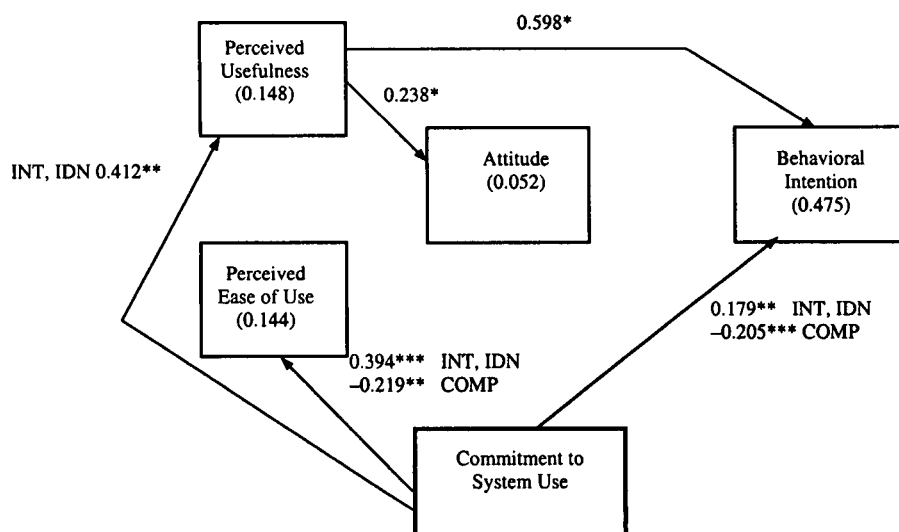 0.598*
Perceived
Usefulness
(0.148)
0.238*
Attitude
(0.052)
Behavioral
Intention
(0.475)
INT, IDN 0.412**
Perceived
Ease of Use
(0.144)
0.394*** INT, IDN
–0.219** COMP
0.179** INT, IDN
–0.205*** COMP
Commitment to
System Use